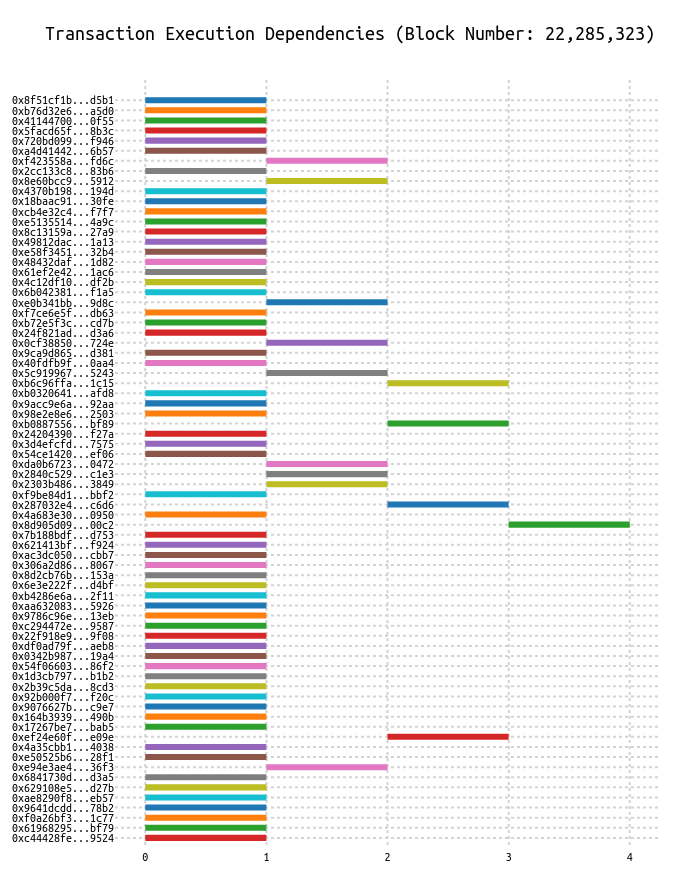 Transaction Execution Dependencies (Block Number: 22,285,323)
0x8f51cf1b...d5b1
0xb76d32e6...a5d0
0x41144700...0f55
0x5facd65f...8b3c
0x720bd099...f946
0xa4d41442...6b57
0xf423558a...fd6c
0x2cc133c8...83b6
0x8e60bcc9...5912
0x4370b198...194d
0x18baac91...30fe
0xcb4e32c4...f7f7
0xe5135514...4a9c
0x8c13159a...27a9
0x49812dac...1a13
0xe58f3451...32b4
0x48432daf...1d82
0x61ef2e42...1ac6
0x4c12df10...df2b
0x6b042381...f1a5
0xe0b341bb...9d8c
0xf7ce6e5f...db63
0xb72e5f3c...cd7b
0x24f821ad...d3a6
0x0cf38850...724e
0x9ca9d865...d381
0x40fdfb9f...0aa4
0x5c919967...5243
0xb6c96ffa...1c15
0xb0320641...afd8
0x9acc9e6a...92aa
0x98e2e8e6...2503
0xb0887556...bf89
0x24204390...f27a
0x3d4efcfd...7575
0x54ce1420...ef06
0xda0b6723...0472
0x2840c529...c1e3
0x2303b486...3849
0xf9be84d1...bbf2
0x287032e4...c6d6
0x4a683e30...0950
0x8d905d09...00c2
0x7b188bdf...d753
0x621413bf...f924
0xac3dc050...cbb7
0x306a2d86...8067
0x8d2cb76b...153a
0x6e3e222f...d4bf
0xb4286e6a...2f11
0xaa632083...5926
0x9786c96e...13eb
0xc294472e...9587
0x22f918e9...9f08
0xdf0ad79f...aeb8
0x0342b987...19a4
0x54f06603...86f2
0x1d3cb797...b1b2
0x2b39c5da...8cd3
0x92b000f7...f20c
0x9076627b...c9e7
0x164b3939...490b
0x17267be7...bab5
0xef24e60f...e09e
0x4a35cbb1...4038
0xe50525b6...28f1
0xe94e3ae4...36f3
0x6841730d...d3a5
0x629108e5...d27b
0xae8290f8...eb57
0x9641dcdd...78b2
0xf0a26bf3...1c77
0x61968295...bf79
0xc44428fe...9524
0 1 2 3 4